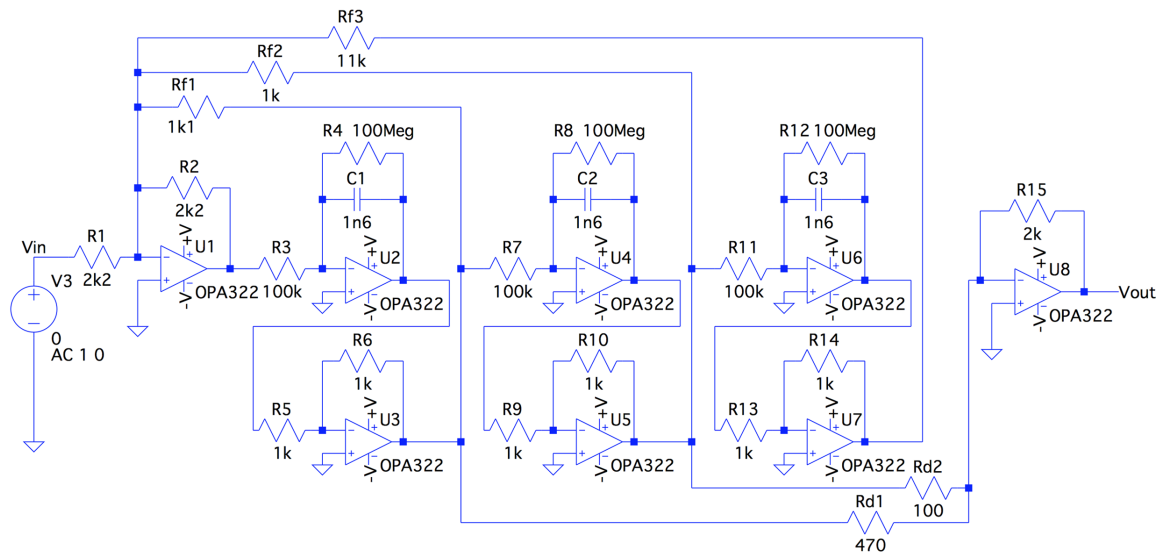 Rf3
11k
Rf2
1k
Rf1
1k1
R4 100Meg
R8 100Meg
R12 100Meg
C1
1n6
C2
1n6
C3
1n6
R2
2k2
R15
2k
Vin
R1
2k2
V+
U1
V-
OPA322
R3
100k
V+
U2
V-
OPA322
R7
100k
V+
U4
V-
OPA322
R11
100k
V+
U6
V-
OPA322
V+
U8
V-
OPA322
Vout
V3
0
AC 1 0
R6
1k
R10
1k
R14
1k
R5
1k
V+
U3
V-
OPA322
R9
1k
V+
U5
V-
OPA322
R13
1k
V+
U7
V-
OPA322
Rd2
100
Rd1
470